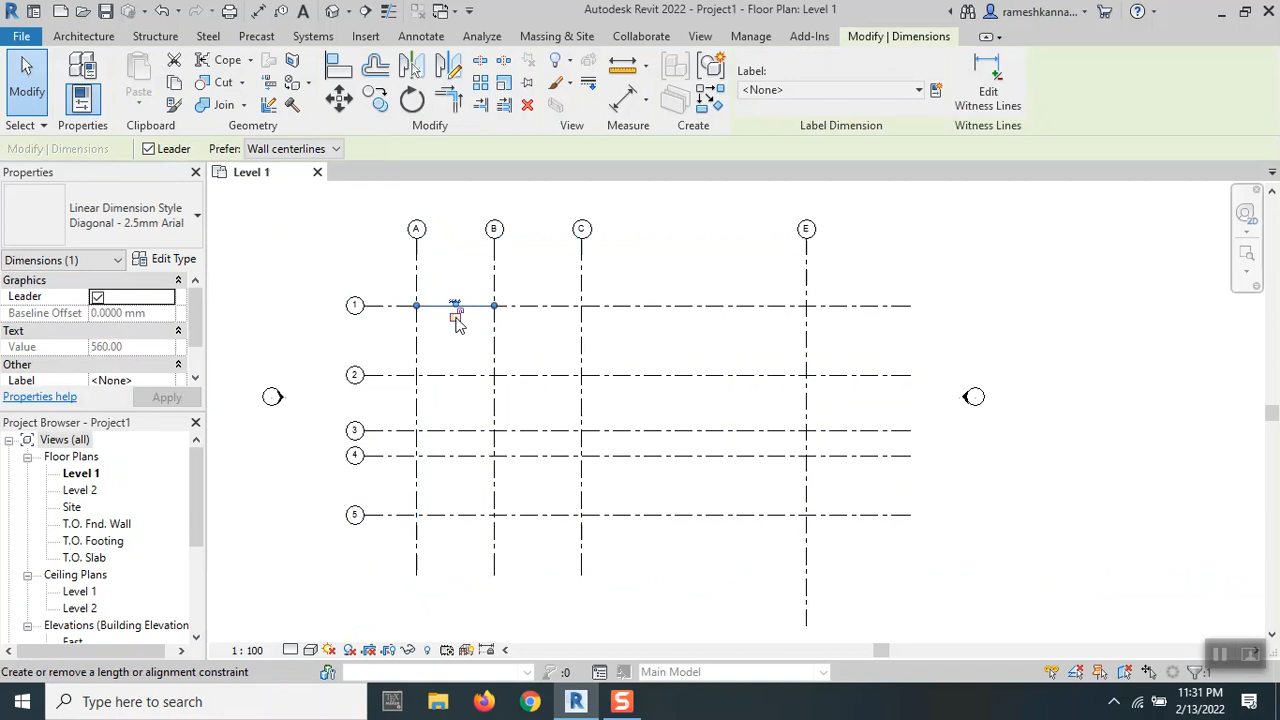 Autodesk Revit 2022 - Project1 - Floor Plan: Level 1
rameshkanna...
File Architecture Structure Steel Precast Systems Insert Annotate Analyze Massing & Site Collaborate View Manage Add-Ins Modify | Dimensions
Modify
Properties
Paste
Cope
Cut
Join
Label:
<None>
Edit
Witness Lines
Select Properties Clipboard Geometry Modify View Measure Create Label Dimension Witness Lines
Modify | Dimensions Leader Prefer: Wall centerlines
Properties
Level 1
Linear Dimension Style
Diagonal - 2.5mm Arial
Dimensions (1) Edit Type
Graphics
Leader
Baseline Offset 0.0000 mm
Text
Value 560.00
Other
Label <None>
Properties help Apply
Project Browser - Project1
Views (all)
Floor Plans
Level 1
Level 2
Site
T.O. Fnd. Wall
T.O. Footing
T.O. Slab
Ceiling Plans
Level 1
Level 2
Elevations (Building Elevation
East
A B C E
1
2
3
4
5
2D
1 : 100
Create or remove a length or alignment constraint
:0
Main Model
:0
Type here to search
11:31 PM
2/13/2022